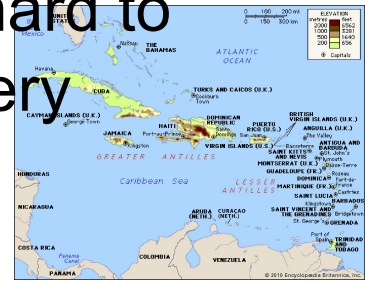 hard to
ery
UNITED
STATES
Mexico
0 100 200 mi
0 150 300 km
ELEVATION
metres feet
2000 6562
1000 3281
500 1640
200 656
Capitals
Nassau
THE
BAHAMAS
ATLANTIC
OCEAN
Havana
CUBA
TURKS AND CAICOS (U.K.)
Cockburn
Town
CAYMAN ISLANDS (U.K.)
George Town
JAMAICA
Kingston
HAITI
Port-au-Prince
DOMINICAN
REPUBLIC
Santo
Domingo
PUERTO
RICO (U.S.)
San Juan
VIRGIN ISLANDS (U.S.)
BRITISH
VIRGIN ISLANDS (U.K.)
ANGUILLA (U.K.)
The Valley
ANTIGUA AND
BARBUDA
St. John's
Basseterre
SAINT KITTS
AND NEVIS
Plymouth
MONTSERRAT (U.K.)
Basse-Terre
GUADELOUPE (FR.)
Roseau
DOMINICA
Fort-de-
France
MARTINIQUE (FR.)
Castries
SAINT LUCIA
BARBADOS
Kingstown
SAINT VINCENT AND
THE GRENADINES
Bridgetown
St. George's
GRENADA
Port of
Spain
TRINIDAD
AND
TOBAGO
GREATER ANTILLES
LESSER
ANTILLES
Caribbean Sea
HONDURAS
NICARAGUA
COSTA RICA
Panama
Canal
PANAMA
COLOMBIA
VENEZUELA
ARUBA
(NETH.)
CURAÇAO
(NETH.)
© 2010 Encyclopædia Britannica, Inc.